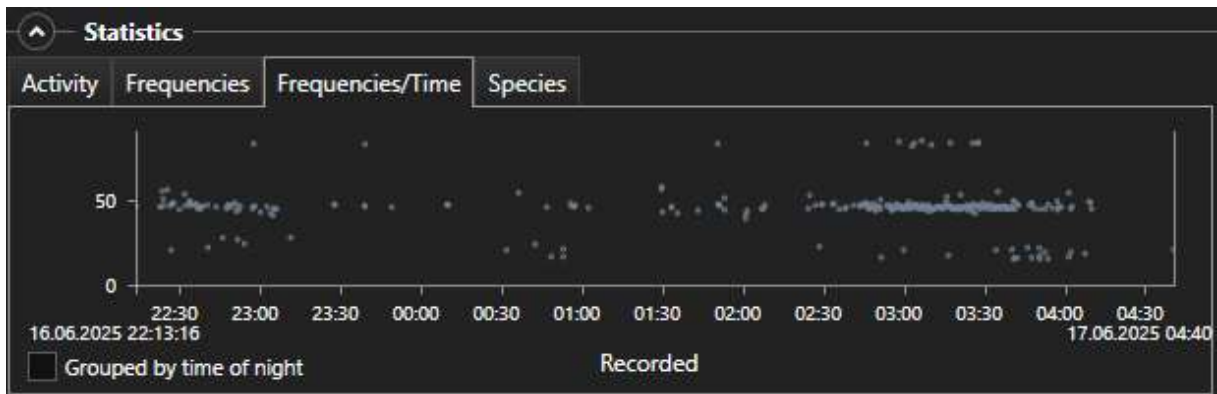 Statistics
Activity Frequencies Frequencies/Time Species
50
0
22:30 23:00 23:30 00:00 00:30 01:00 01:30 02:00 02:30 03:00 03:30 04:00 04:30
16.06.2025 22:13:16 17.06.2025 04:40
Grouped by time of night Recorded